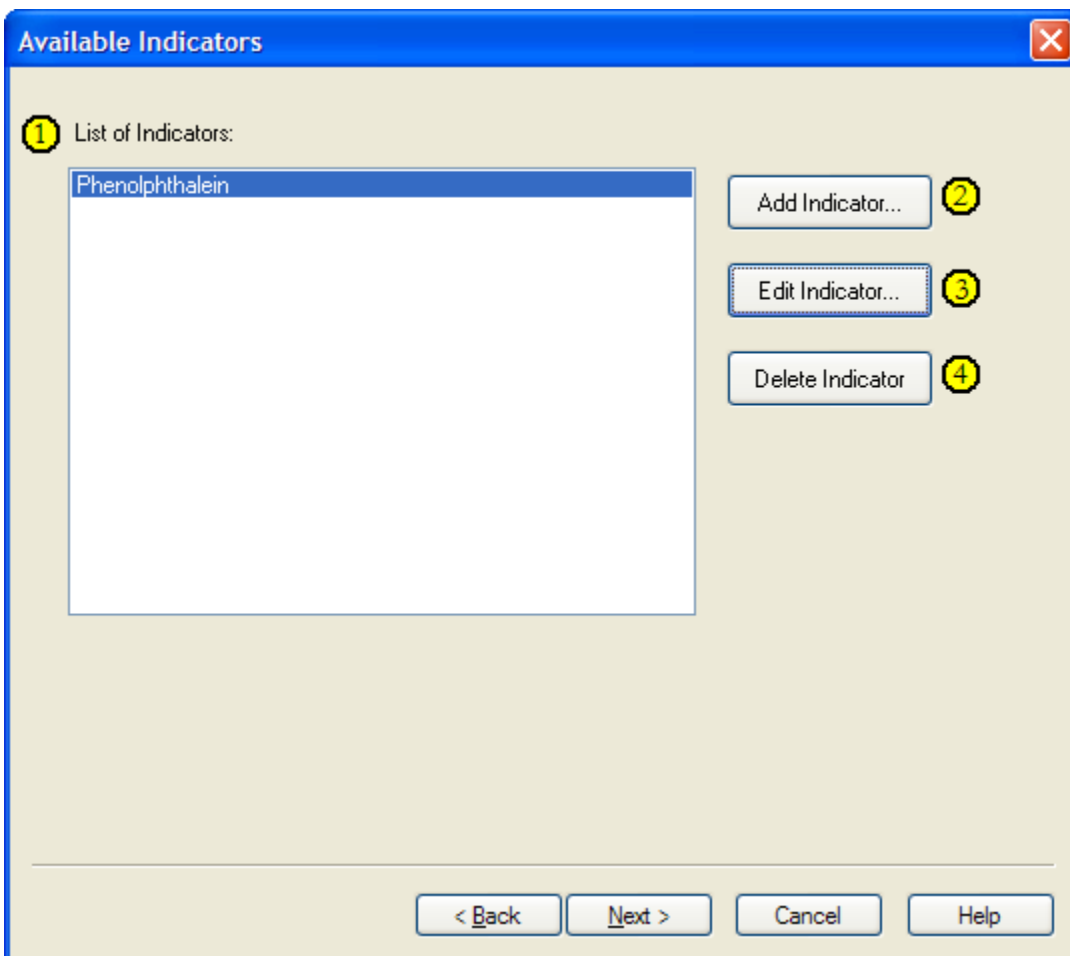 Available Indicators
1 List of Indicators:
Phenolphthalein
Add Indicator... 2
Edit Indicator... 3
Delete Indicator 4
< Back Next > Cancel Help